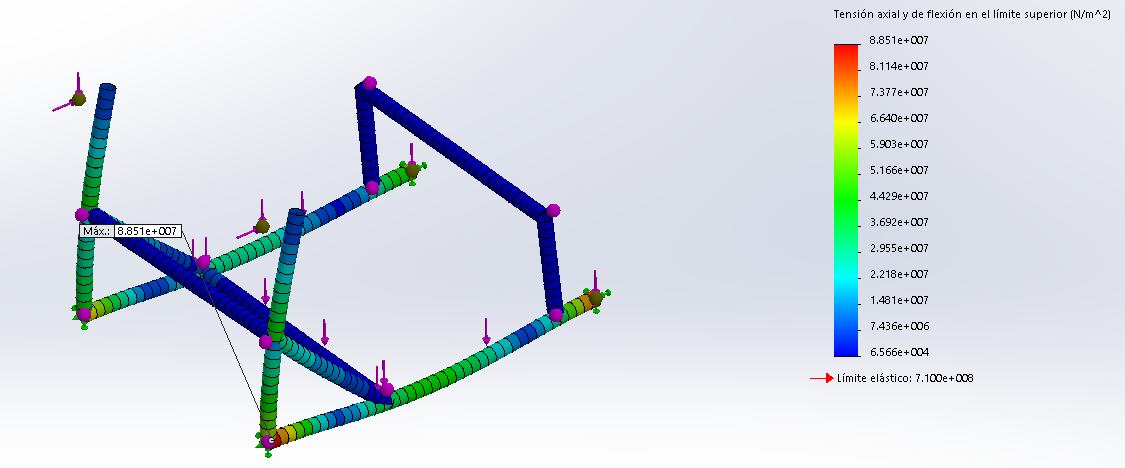 Tensión axial y de flexión en el límite superior (N/m^2)
8.851e+007
8.114e+007
7.377e+007
6.640e+007
5.903e+007
5.166e+007
4.429e+007
3.692e+007
2.955e+007
2.218e+007
1.481e+007
7.436e+006
6.566e+004
Límite elástico: 7.100e+008
Máx.: 8.851e+007